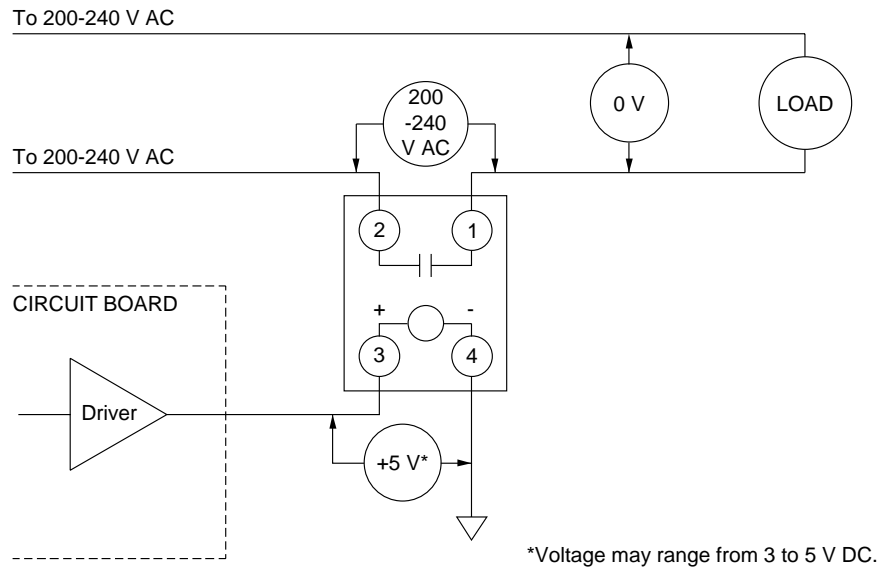 To 200-240 V AC
200
-240
V AC
0 V
LOAD
To 200-240 V AC
2
1
CIRCUIT BOARD
+
-
3
4
Driver
+5 V*
*Voltage may range from 3 to 5 V DC.